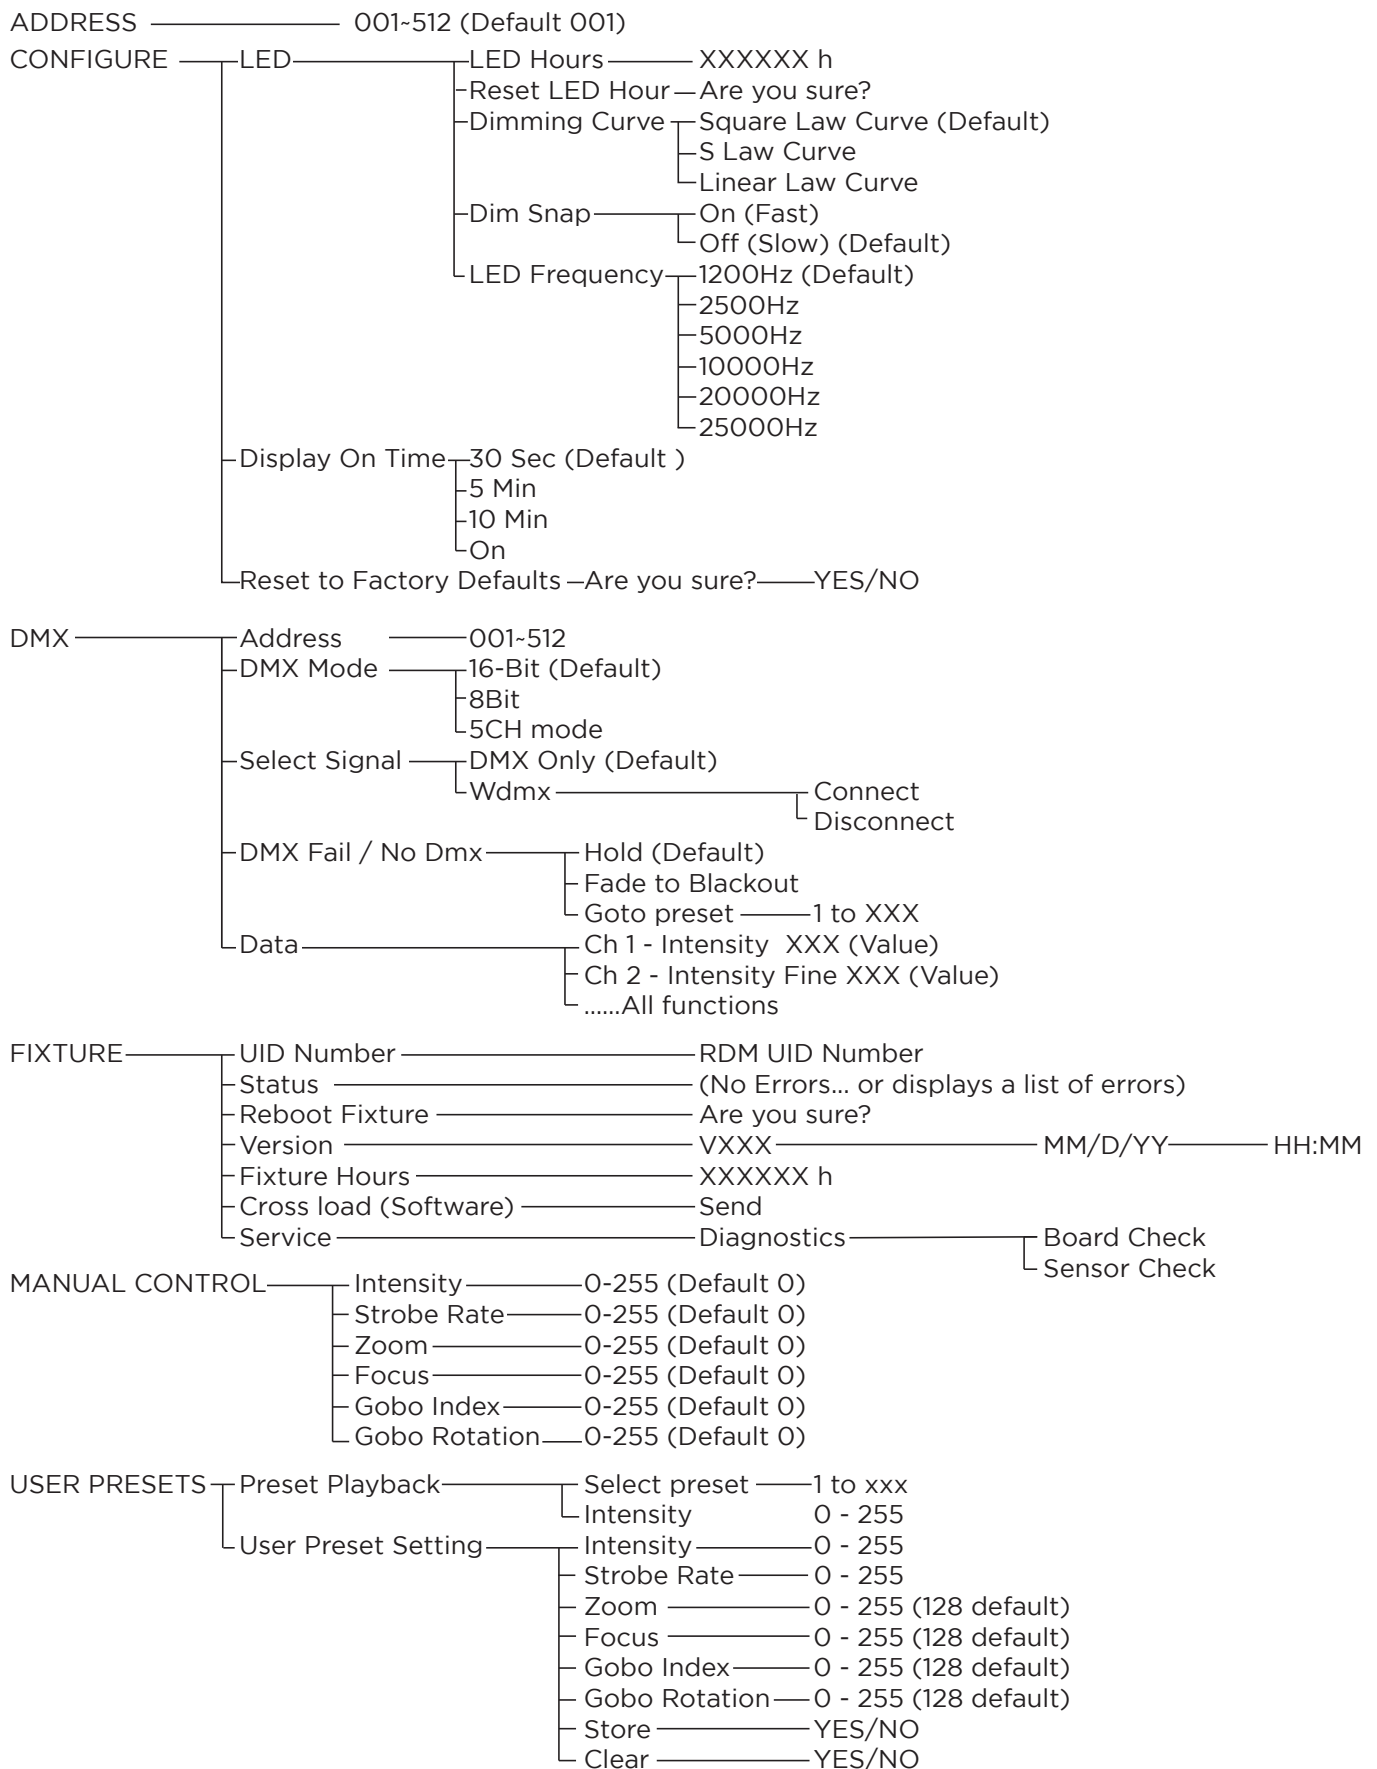 ADDRESS 001~512 (Default 001)
CONFIGURE LED LED Hours XXXXXX h
Reset LED Hour Are you sure?
Dimming Curve Square Law Curve (Default)
S Law Curve
Linear Law Curve
Dim Snap On (Fast)
Off (Slow) (Default)
LED Frequency 1200Hz (Default)
2500Hz
5000Hz
10000Hz
20000Hz
25000Hz
Display On Time 30 Sec (Default )
5 Min
10 Min
On
Reset to Factory Defaults Are you sure? YES/NO
DMX Address 001~512
DMX Mode 16-Bit (Default)
8Bit
5CH mode
Select Signal DMX Only (Default)
Wdmx Connect
Disconnect
DMX Fail / No Dmx Hold (Default)
Fade to Blackout
Goto preset 1 to XXX
Data Ch 1 - Intensity XXX (Value)
Ch 2 - Intensity Fine XXX (Value)
......All functions
FIXTURE UID Number RDM UID Number
Status (No Errors... or displays a list of errors)
Reboot Fixture Are you sure?
Version VXXX MM/D/YY HH:MM
Fixture Hours XXXXXX h
Cross load (Software) Send
Service Diagnostics Board Check
Sensor Check
MANUAL CONTROL Intensity 0-255 (Default 0)
Strobe Rate 0-255 (Default 0)
Zoom 0-255 (Default 0)
Focus 0-255 (Default 0)
Gobo Index 0-255 (Default 0)
Gobo Rotation 0-255 (Default 0)
USER PRESETS Preset Playback Select preset 1 to xxx
Intensity 0 - 255
User Preset Setting Intensity 0 - 255
Strobe Rate 0 - 255
Zoom 0 - 255 (128 default)
Focus 0 - 255 (128 default)
Gobo Index 0 - 255 (128 default)
Gobo Rotation 0 - 255 (128 default)
Store YES/NO
Clear YES/NO